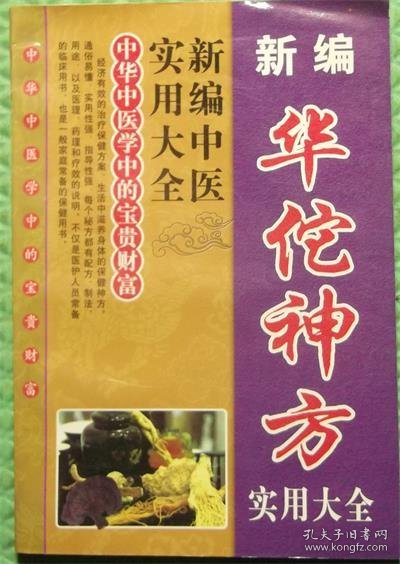 新编
华佗神方
实用大全
新编中医
实用大全
中华中医学中的宝贵财富
经济有效的治疗保健方案，生活中滋养身体的保健神方。
通俗易懂，实用性强，指导性强，每个秘方都有配方、制法、
用途，以及医理、药理和疗效的说明。不仅是医护人员常备
的临床用书，也是一般家庭常备的保健用书。
中华中医学中的宝贵财富
孔夫子旧书网
www.kongfz.com